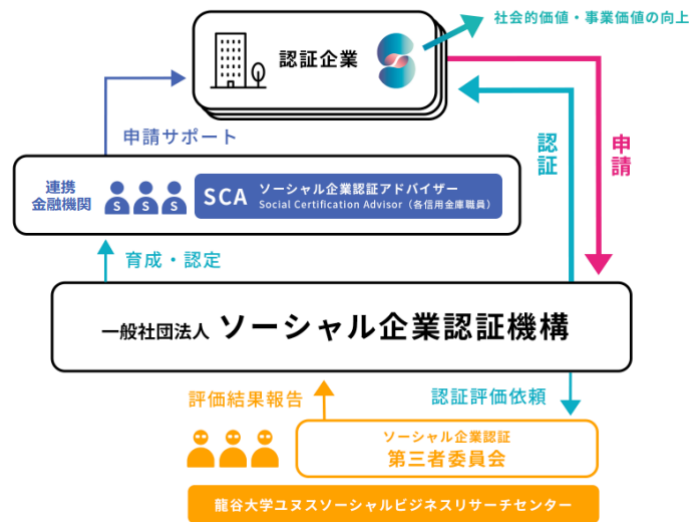 社会的価値・事業価値の向上
認証企業
申請サポート
認証
申請
連携
金融機関
S S S
SCA
ソーシャル企業認証アドバイザー
Social Certification Advisor（各信用金庫職員）
育成・認定
一般社団法人 ソーシャル企業認証機構
評価結果報告
認証評価依頼
ソーシャル企業認証
第三者委員会
龍谷大学ユヌスソーシャルビジネスリサーチセンター